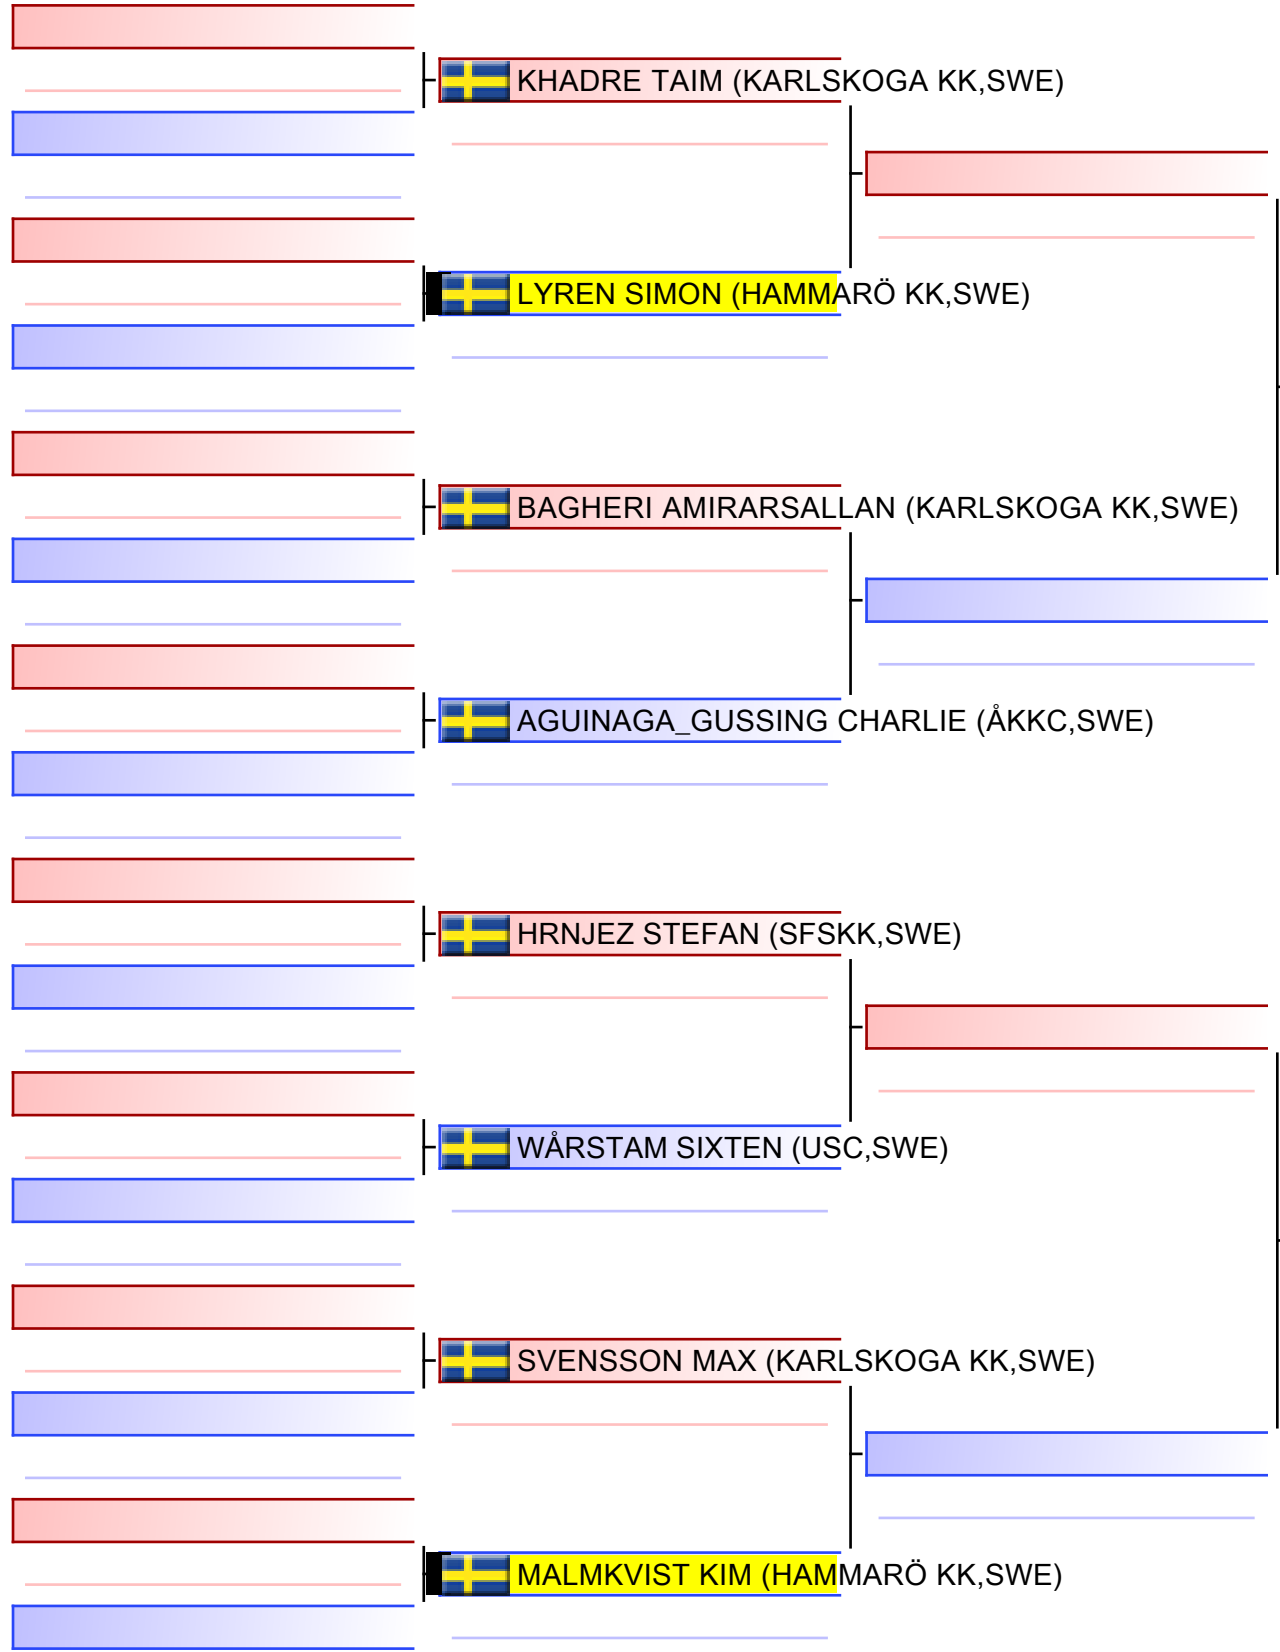 KHADRE TAIM (KARLSKOGA KK,SWE)
LYREN SIMON (HAMMARÖ KK,SWE)
BAGHERI AMIRARSALLAN (KARLSKOGA KK,SWE)
AGUINAGA_GUSSING CHARLIE (ÅKKC,SWE)
HRNJEZ STEFAN (SFSKK,SWE)
WÅRSTAM SIXTEN (USC,SWE)
SVENSSON MAX (KARLSKOGA KK,SWE)
MALMKVIST KIM (HAMMARÖ KK,SWE)